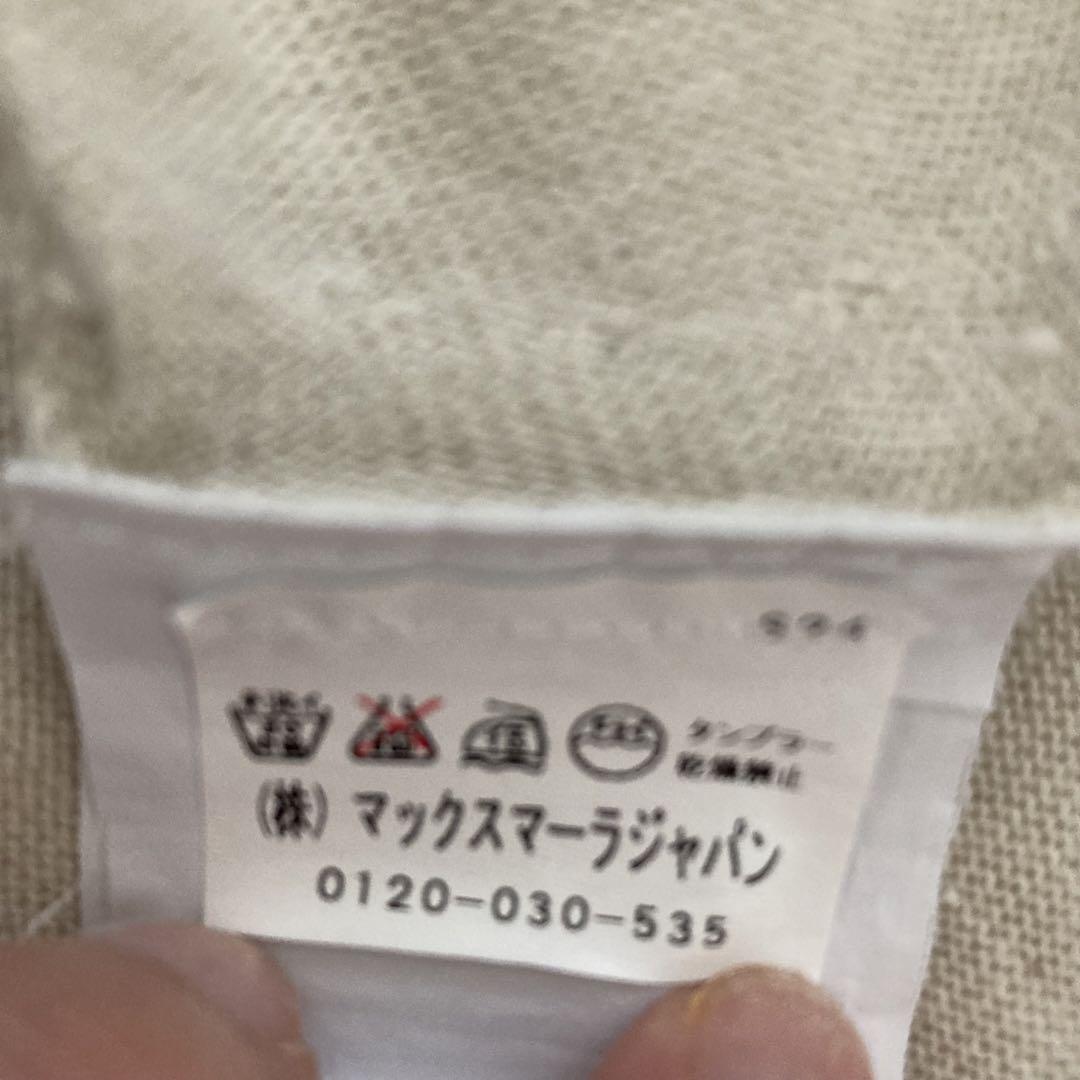 中
タンブラー
乾燥禁止
(株)マックスマーラジャパン
0120-030-535